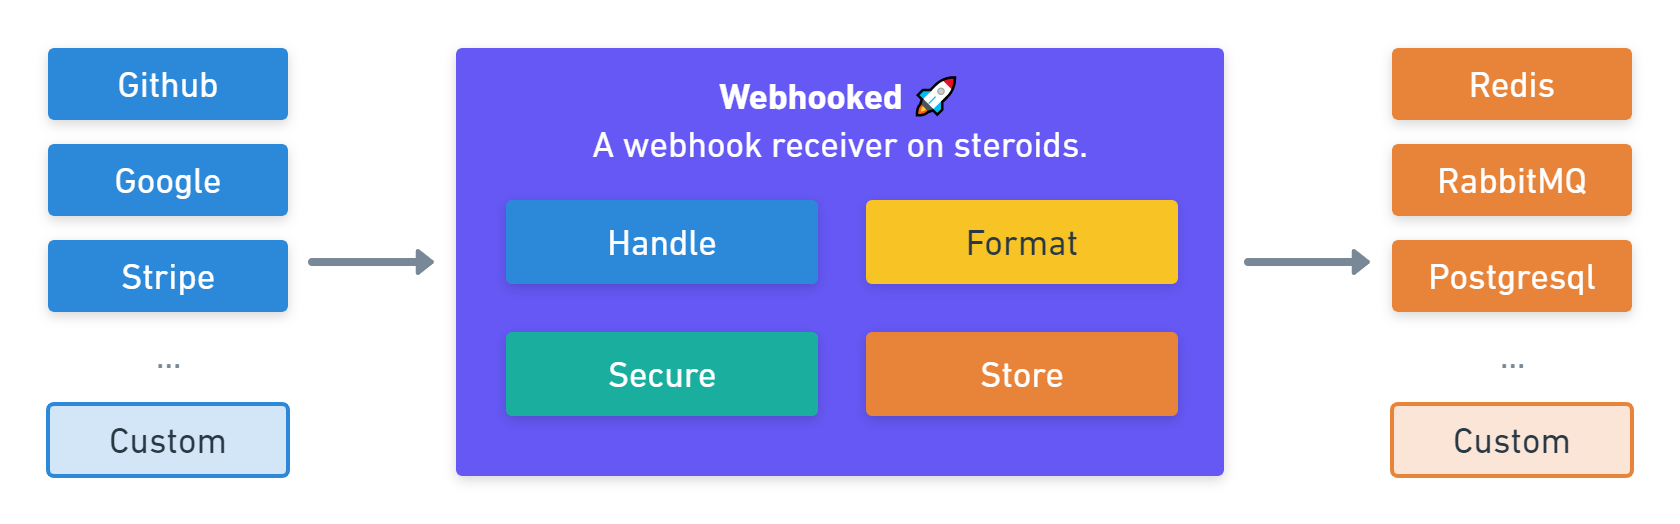 Github
Google
Stripe
...
Custom
Webhooked 🚀
A webhook receiver on steroids.
Handle
Format
Secure
Store
Redis
RabbitMQ
Postgresql
...
Custom